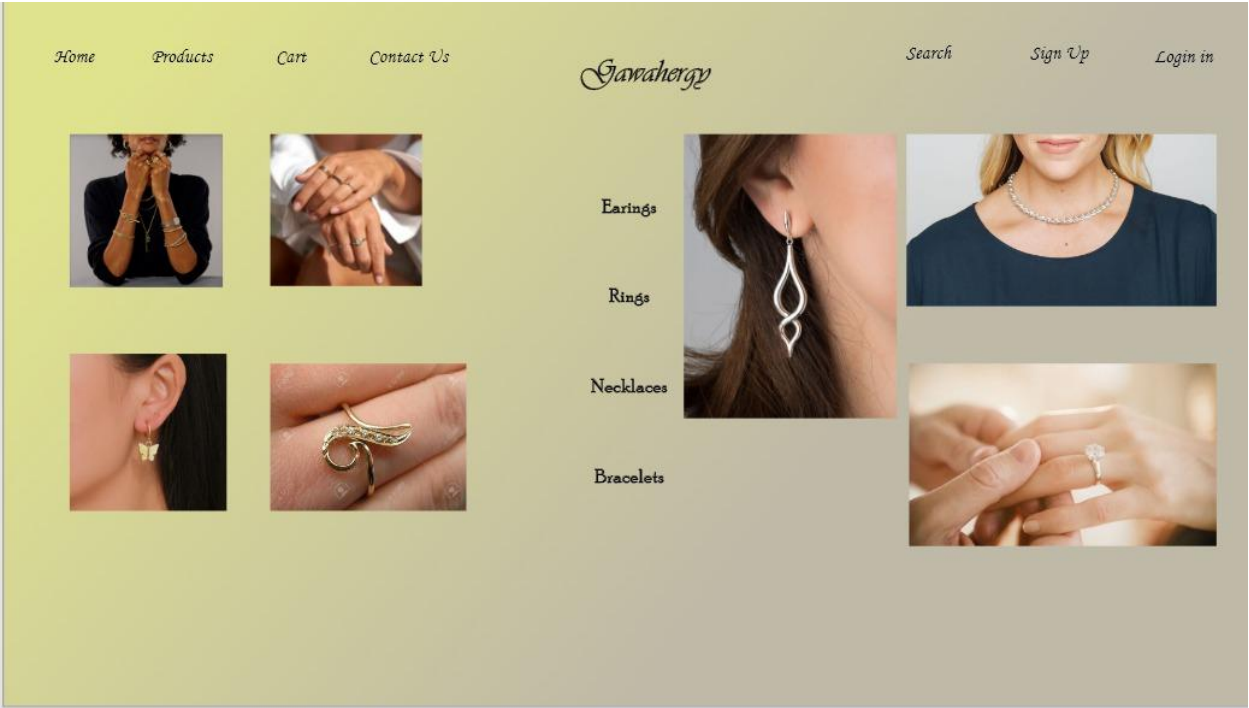 Home Products Cart Contact Us
Gawahergy
Search Sign Up Login in
Earings
Rings
Necklaces
Bracelets